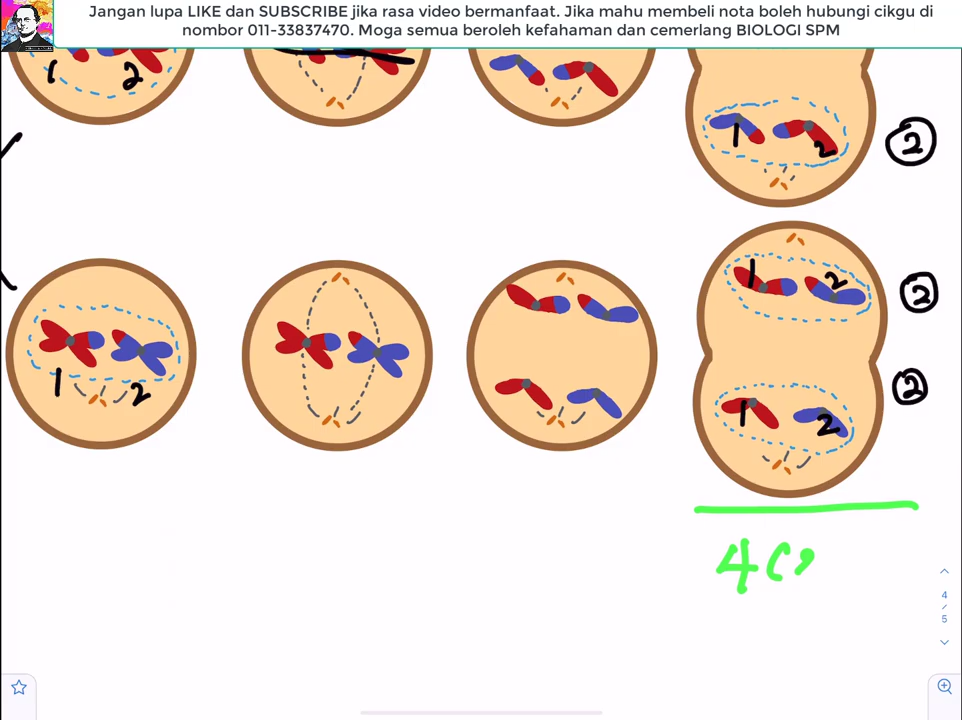 Jangan lupa LIKE dan SUBSCRIBE jika rasa video bermanfaat. Jika mahu membeli nota boleh hubungi cikgu di
nombor 011-33837470. Moga semua beroleh kefahaman dan cemerlang BIOLOGI SPM
1 2
1 2 2
1 2 2
1 2
1 2 2
4
4
/
5